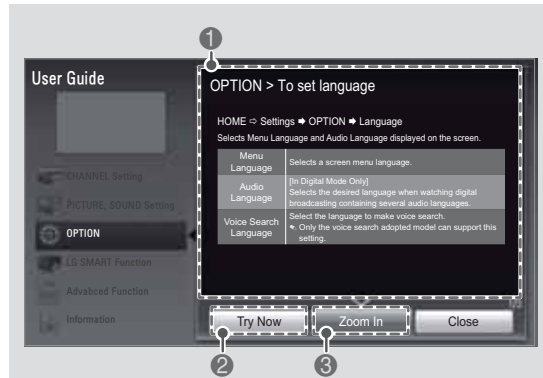 1
User Guide
OPTION > To set language
HOME ⇨ Settings ➡ OPTION ➡ Language
Selects Menu Language and Audio Language displayed on the screen.
Menu
Language
Selects a screen menu language.
Audio
Language
[In Digital Mode Only]
Selects the desired language when watching digital
broadcasting containing several audio languages.
Voice Search
Language
Select the language to make voice search.
Only the voice search adopted model can support this
setting.
CHANNEL Setting
PICTURE, SOUND Setting
OPTION
LG SMART Function
Advabced Function
Information
Try Now
Zoom In
Close
2
3